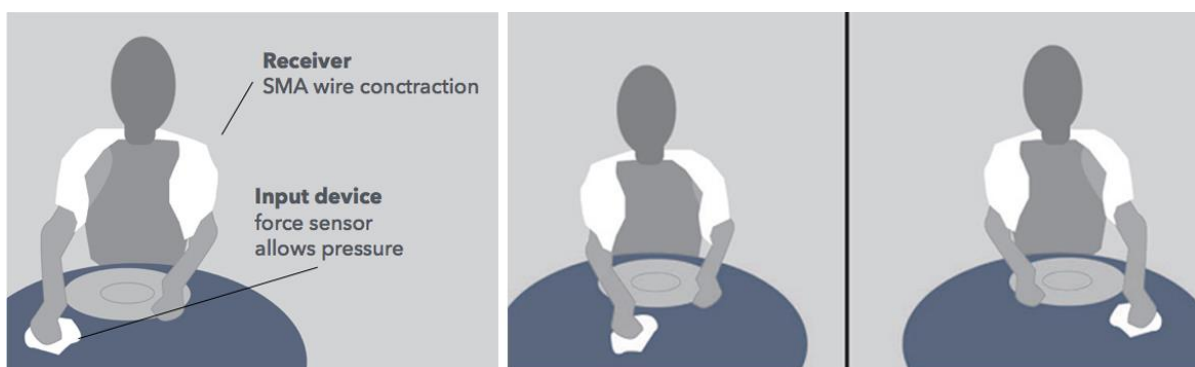 Receiver
SMA wire conctraction
Input device
force sensor
allows pressure